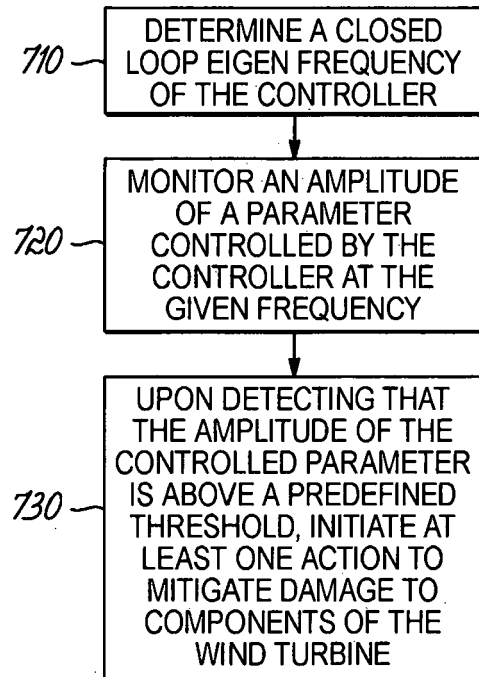 710
DETERMINE A CLOSED
LOOP EIGEN FREQUENCY
OF THE CONTROLLER
720
MONITOR AN AMPLITUDE
OF A PARAMETER
CONTROLLED BY THE
CONTROLLER AT THE
GIVEN FREQUENCY
730
UPON DETECTING THAT
THE AMPLITUDE OF THE
CONTROLLED PARAMETER
IS ABOVE A PREDEFINED
THRESHOLD, INITIATE AT
LEAST ONE ACTION TO
MITIGATE DAMAGE TO
COMPONENTS OF THE
WIND TURBINE